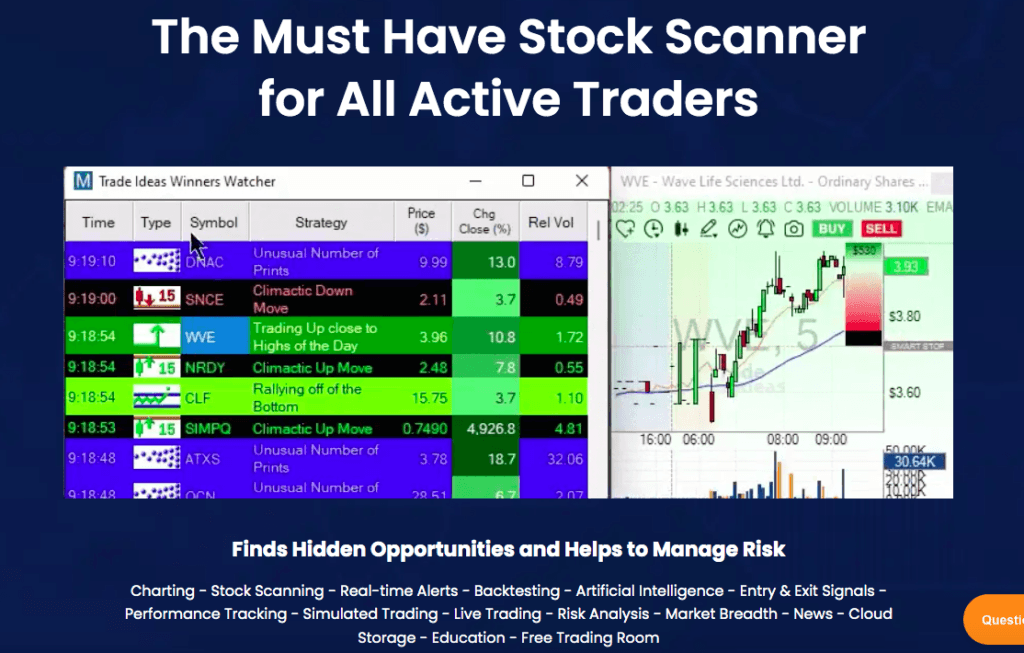 The Must Have Stock Scanner
for All Active Traders
M Trade Ideas Winners Watcher
Time Type Symbol Strategy Price ($) Chg Close (%) Rel Vol
9:19:10 DNAC Unusual Number of Prints 9.99 13.0 8.79
9:19:00 15 SNCE Climactic Down Move 2.11 3.7 0.49
9:18:54 WVE Trading Up close to Highs of the Day 3.96 10.8 1.72
9:18:54 15 NRDY Climactic Up Move 2.48 7.8 0.55
9:18:54 CLF Rallying off of the Bottom 15.75 3.7 1.10
9:18:53 15 SIMPQ Climactic Up Move 0.7490 4,926.8 4.81
9:18:48 ATXS Unusual Number of Prints 3.78 18.7 32.06
9:18:48 OCN Unusual Number of 28.51 6.7 2.07
WVE - Wave Life Sciences Ltd. - Ordinary Shares ...
02:25 O 3.63 H 3.63 L 3.63 C 3.63 VOLUME 3.10K EMA
BUY SELL
$530
3.93
WVE, 5
$3.80
SMART STOP
Trade Ideas
$3.60
16:00 06:00 08:00 09:00
50.00K
30.64K
20.00K
10.00K
Finds Hidden Opportunities and Helps to Manage Risk
Charting - Stock Scanning - Real-time Alerts - Backtesting - Artificial Intelligence - Entry & Exit Signals -
Performance Tracking - Simulated Trading - Live Trading - Risk Analysis - Market Breadth - News - Cloud
Storage - Education - Free Trading Room
Questio